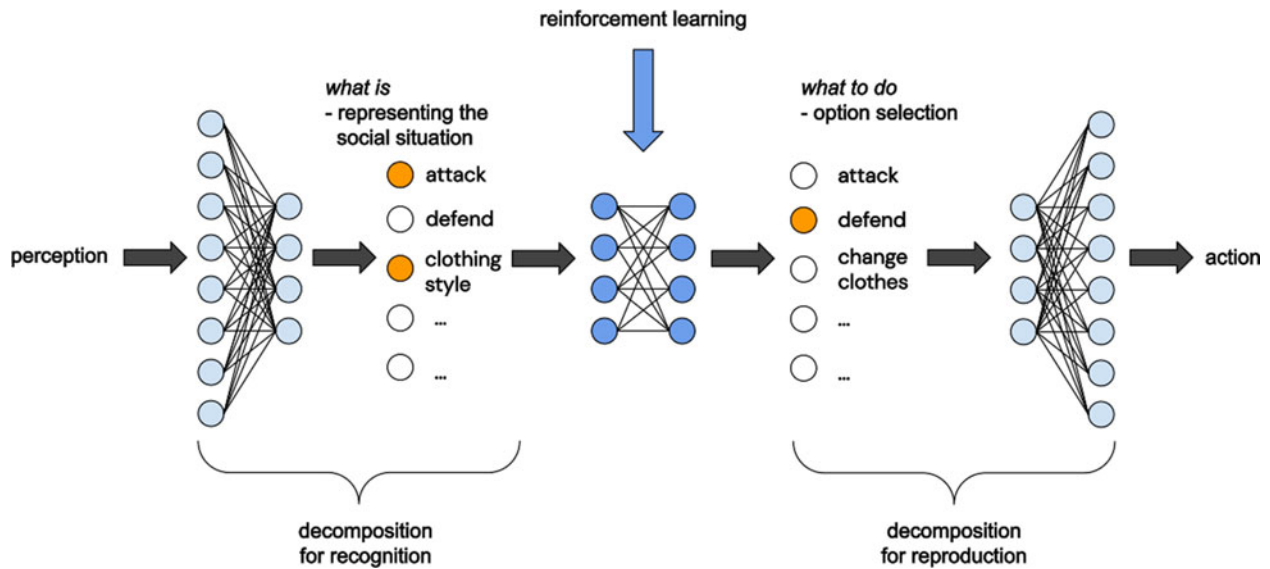 reinforcement learning
what is
- representing the
social situation
attack
defend
clothing
style
...
...
what to do
- option selection
attack
defend
change
clothes
...
...
perception
action
decomposition
for recognition
decomposition
for reproduction